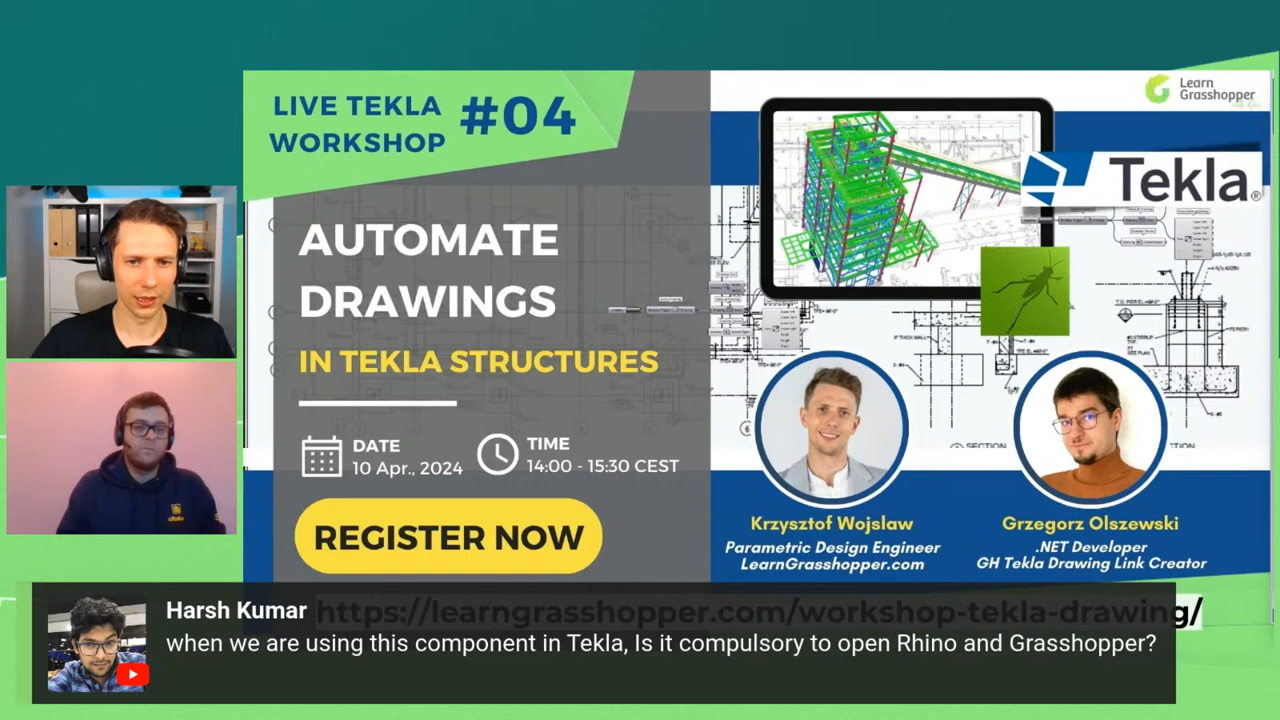 LIVE TEKLA
WORKSHOP
#04
Learn
Grasshopper
Tekla®
AUTOMATE
DRAWINGS
IN TEKLA STRUCTURES
DATE
10 Apr., 2024
TIME
14:00 - 15:30 CEST
REGISTER NOW
Krzysztof Wojslaw
Parametric Design Engineer
LearnGrasshopper.com
Grzegorz Olszewski
.NET Developer
GH Tekla Drawing Link Creator
SECTION
Harsh Kumar
https://learngrasshopper.com/workshop-tekla-drawing/
when we are using this component in Tekla, Is it compulsory to open Rhino and Grasshopper?